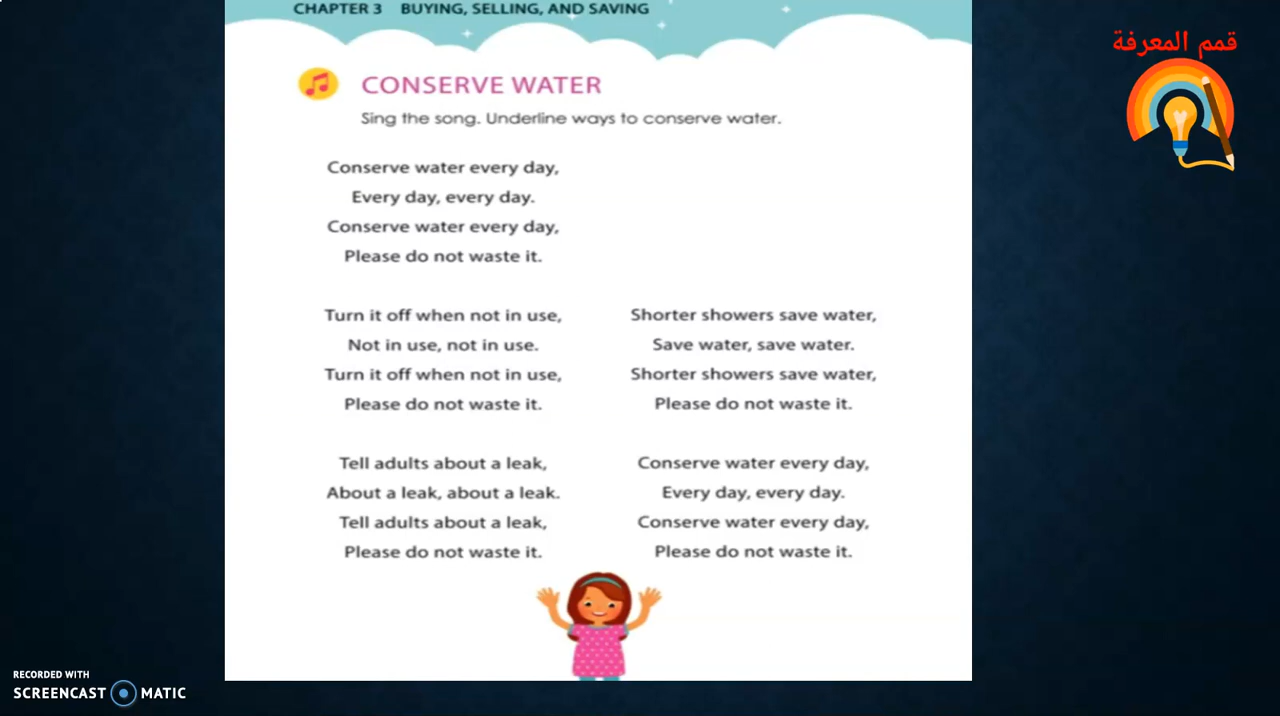 CHAPTER 3 BUYING, SELLING, AND SAVING
قمم المعرفة
CONSERVE WATER
Sing the song. Underline ways to conserve water.
Conserve water every day,
Every day, every day.
Conserve water every day,
Please do not waste it.
Turn it off when not in use,
Not in use, not in use.
Turn it off when not in use,
Please do not waste it.
Tell adults about a leak,
About a leak, about a leak.
Tell adults about a leak,
Please do not waste it.
Shorter showers save water,
Save water, save water.
Shorter showers save water,
Please do not waste it.
Conserve water every day,
Every day, every day.
Conserve water every day,
Please do not waste it.
RECORDED WITH
SCREENCAST MATIC